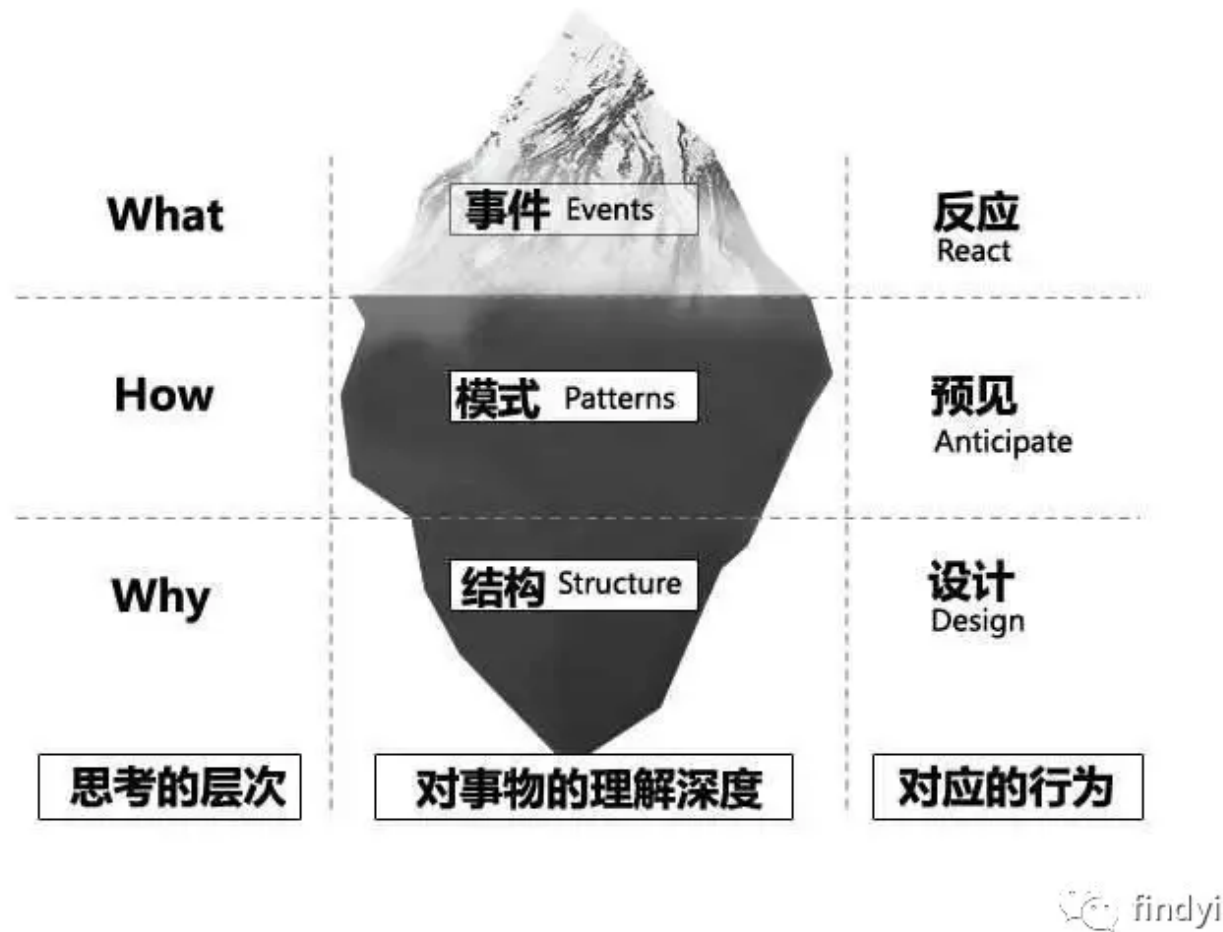 What
事件 Events
反应
React
How
模式 Patterns
预见
Anticipate
Why
结构 Structure
设计
Design
思考的层次
对事物的理解深度
对应的行为
findyi